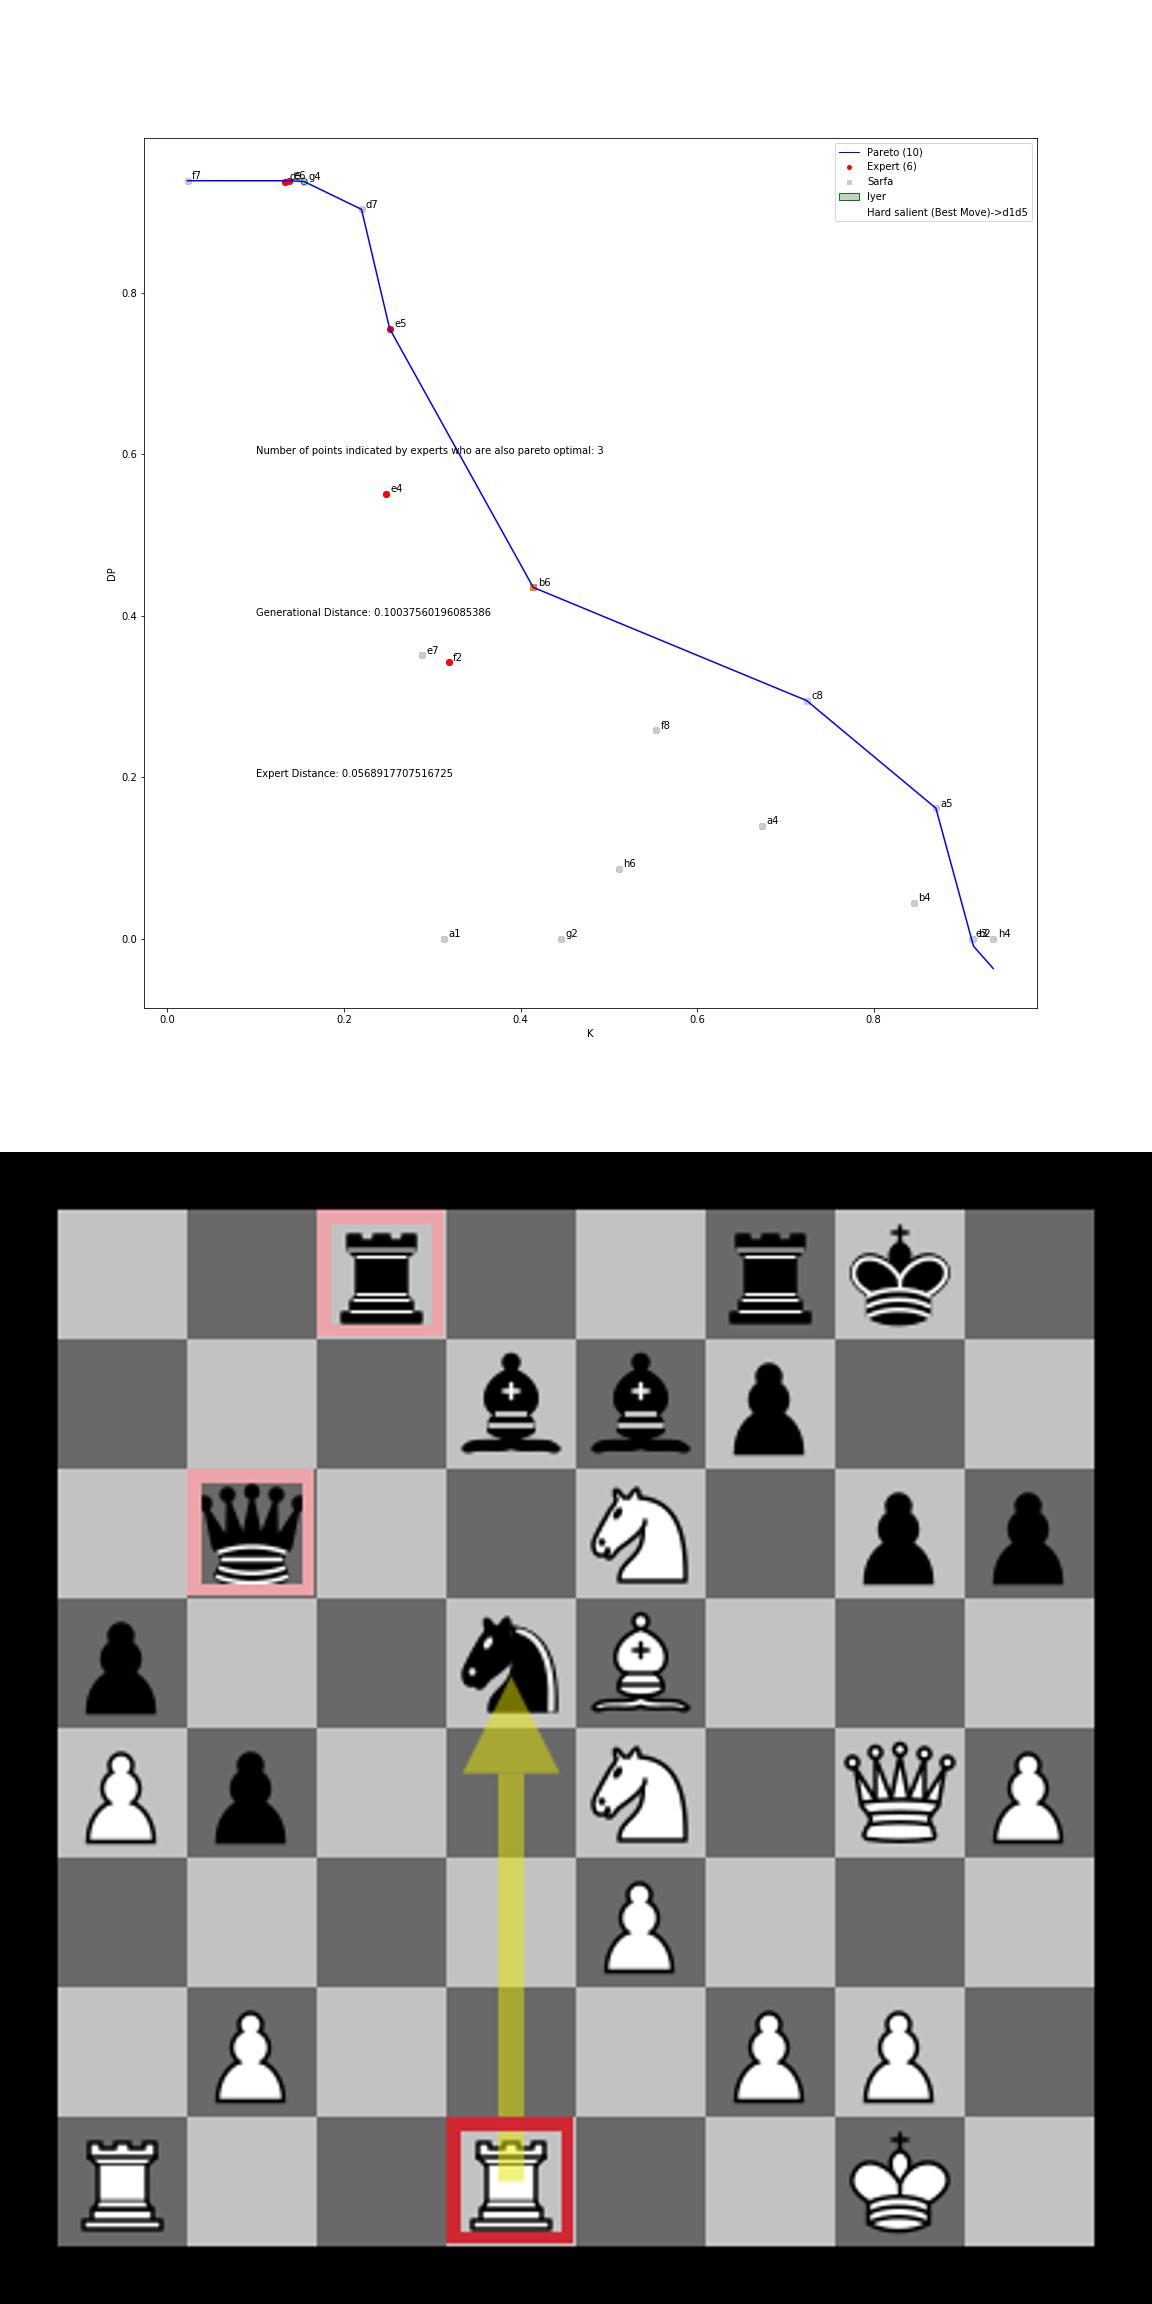 Pareto (10)
Expert (6)
Sarfa
Iyer
Hard salient (Best Move)->d1d5
f7
g4
d7
0.8
e5
0.6
Number of points indicated by experts who are also pareto optimal: 3
e4
DP
b6
0.4
Generational Distance: 0.10037560196085386
e7
f2
c8
f8
0.2
Expert Distance: 0.0568917707516725
a5
a4
h6
b4
0.0
a1
g2
h4
0.0 0.2 0.4 0.6 0.8
K